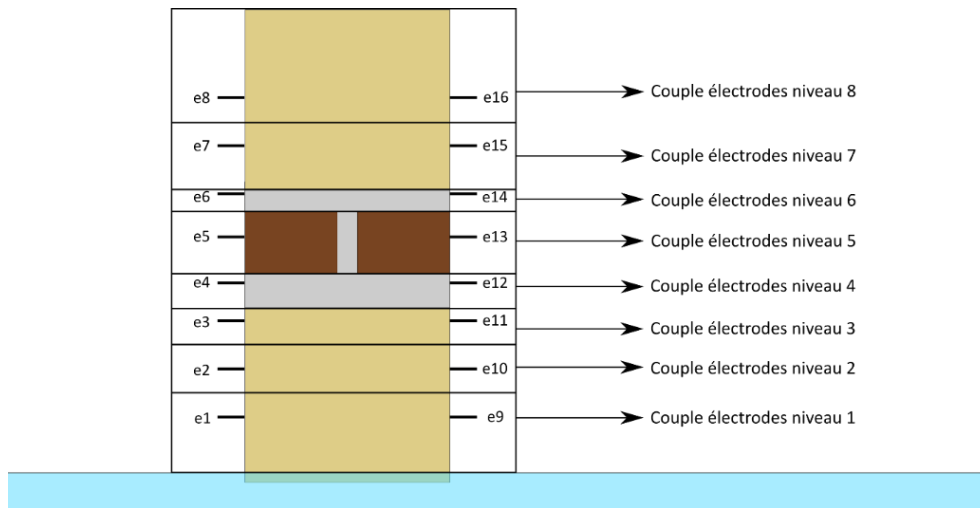 e8 e16 Couple électrodes niveau 8
e7 e15 Couple électrodes niveau 7
e6 e14 Couple électrodes niveau 6
e5 e13 Couple électrodes niveau 5
e4 e12 Couple électrodes niveau 4
e3 e11 Couple électrodes niveau 3
e2 e10 Couple électrodes niveau 2
e1 e9 Couple électrodes niveau 1